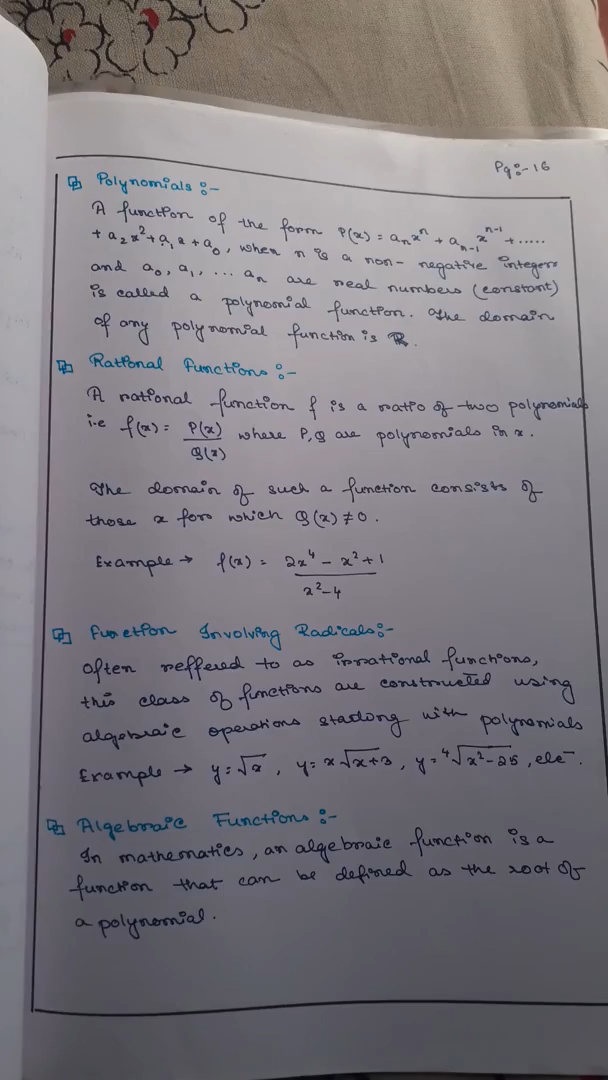 Pg:- 16
Polynomials :-
A function of the form P(x) = aₙxⁿ + aₙ₋₁ xⁿ⁻¹ + .....
+ a₂x² + a₁x + a₀, when n is a non-negative integer
and a₀, a₁, ... aₙ are real numbers (constant)
is called a polynomial function. The domain
of any polynomial function is R.
Rational Functions :-
A rational function f is a ratio of two polynomials
i.e f(x) = P(x)/Q(x) where P, Q are polynomials in x.
The domain of such a function consists of
those x for which Q(x) ≠ 0.
Example → f(x) = (2x⁴ - x² + 1)/(x² - 4)
Function Involving Radicals :-
Often reffered to as irrational functions,
this class of functions are constructed using
algebraic operations starting with polynomials
Example → y = √x, y = x√(x+3), y = ⁴√(x² - 25), etc.
Algebraic Functions :-
In mathematics, an algebraic function is a
function that can be defined as the root of
a polynomial.